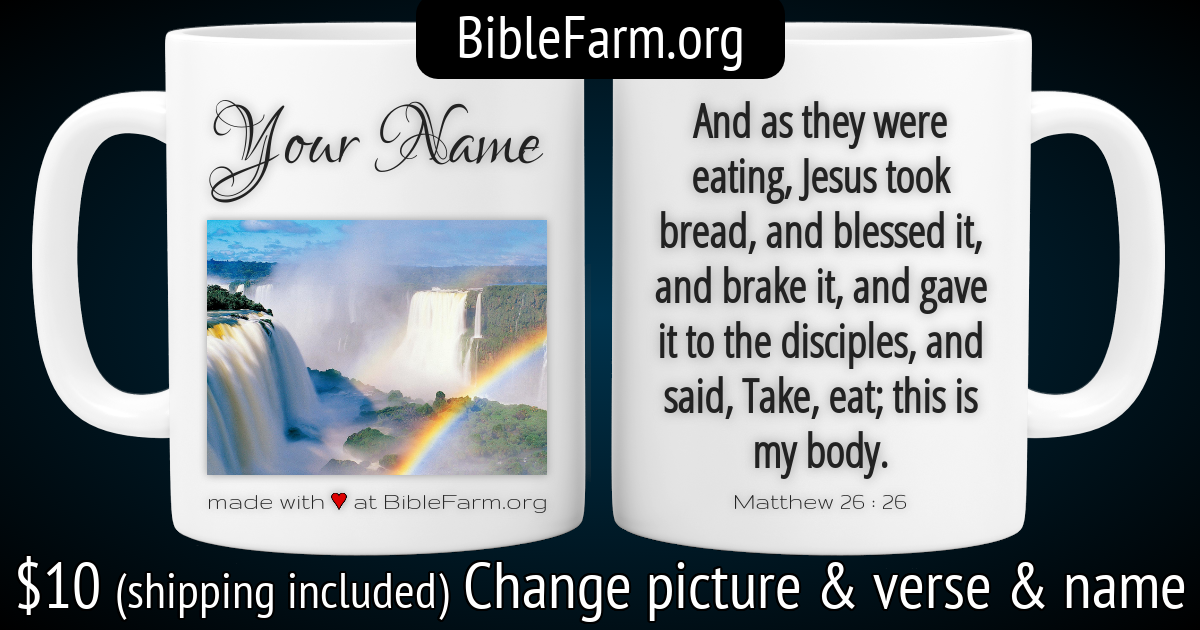 BibleFarm.org
Your Name
made with ❤ at BibleFarm.org
And as they were
eating, Jesus took
bread, and blessed it,
and brake it, and gave
it to the disciples, and
said, Take, eat; this is
my body.
Matthew 26 : 26
$10 (shipping included) Change picture & verse & name